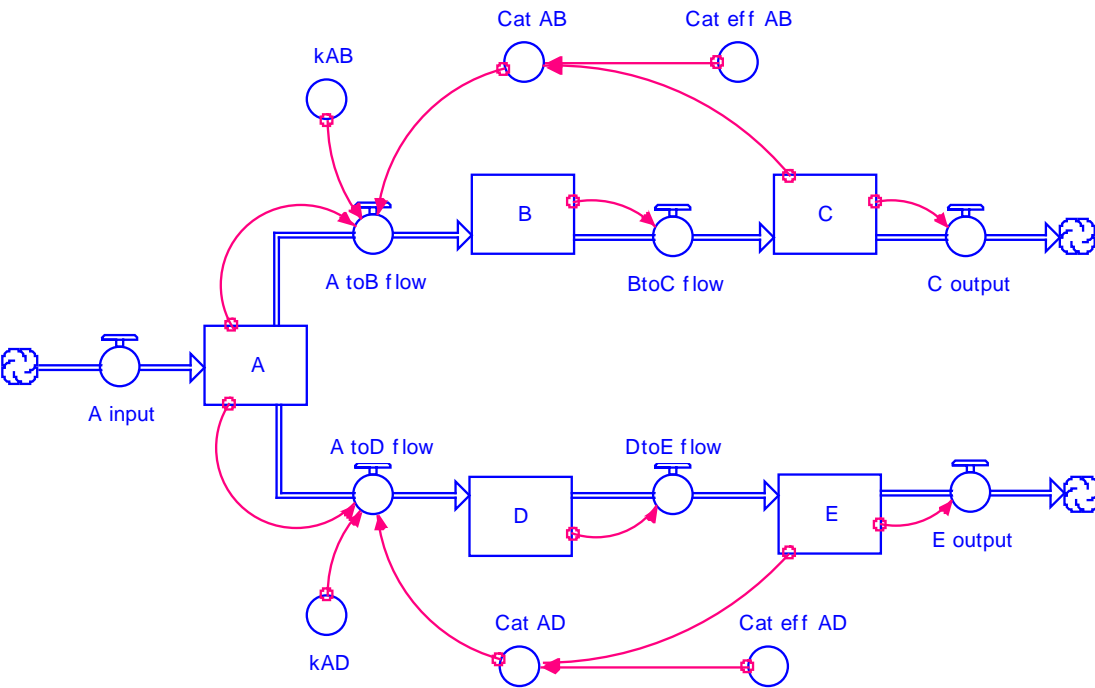 Cat AB
Cat eff AB
kAB
B
C
A toB flow
BtoC flow
C output
A
A input
A toD flow
DtoE flow
D
E
E output
Cat AD
Cat eff AD
kAD